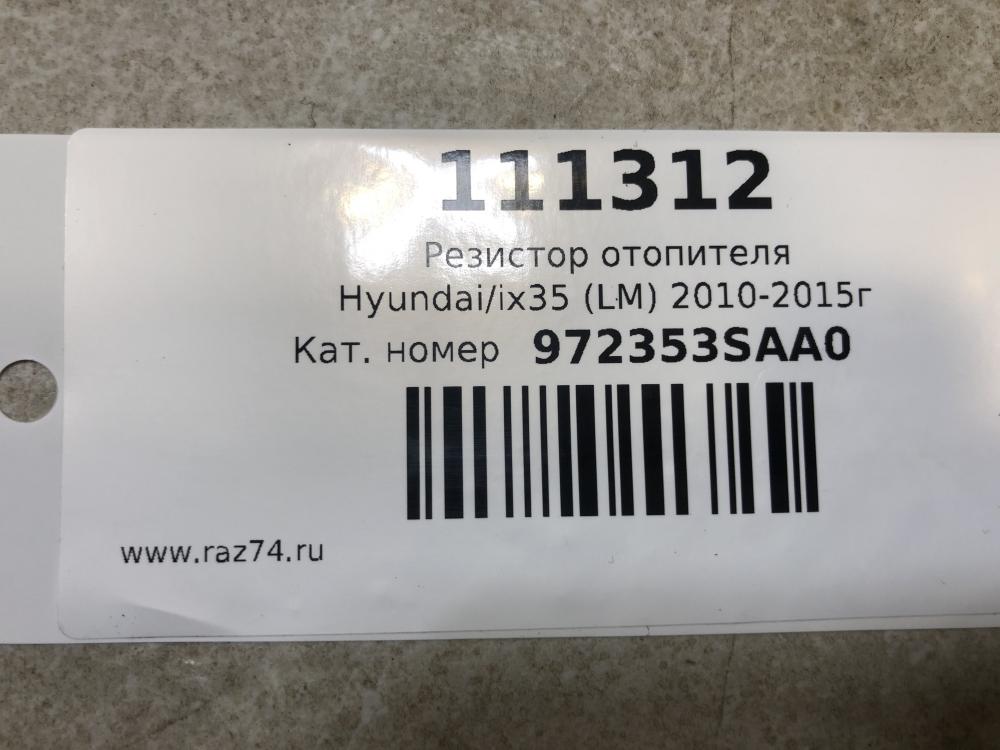 111312
Резистор отопителя
Hyundai/ix35 (LM) 2010-2015г
Кат. номер 972353SAA0
www.raz74.ru